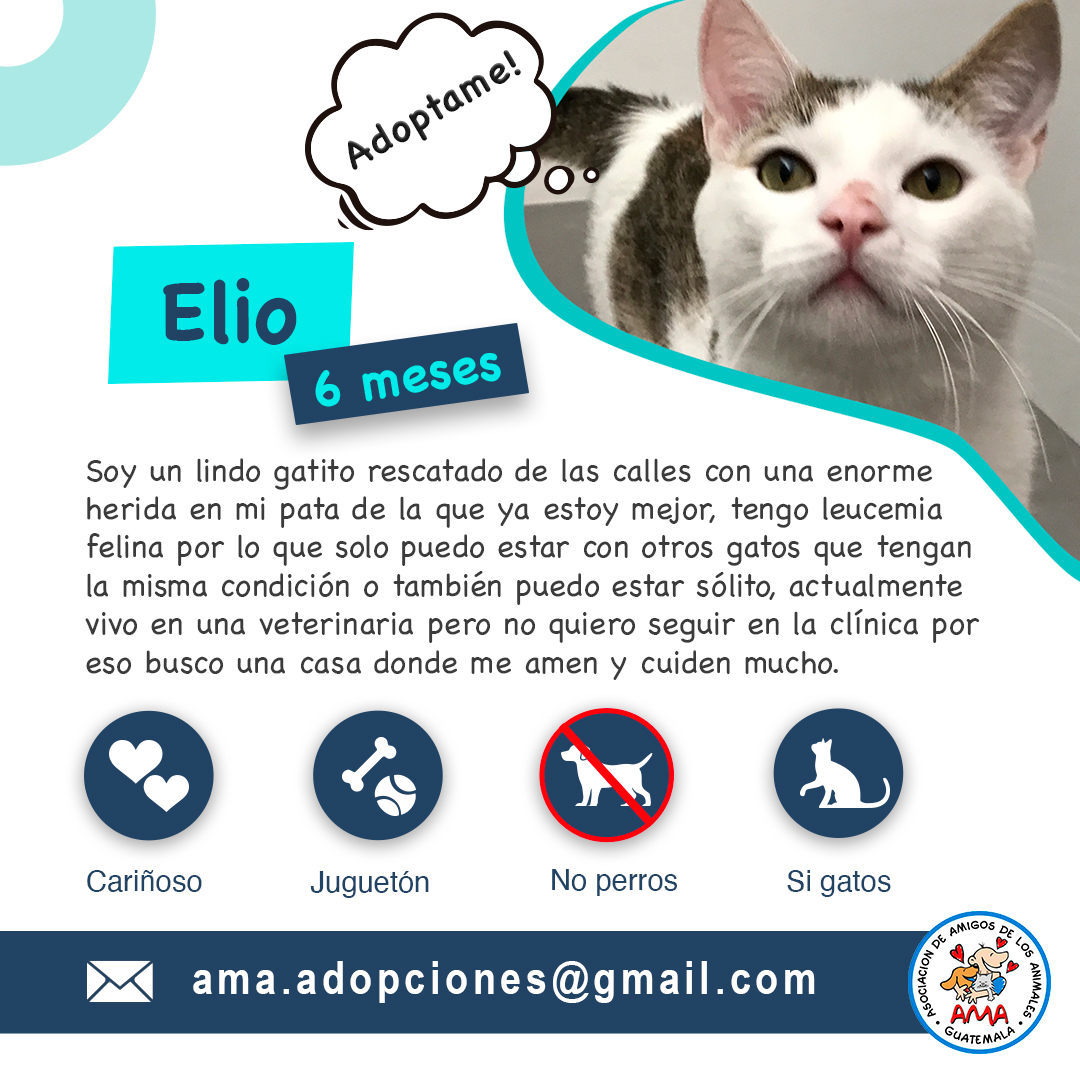 Adoptame!
Elio
6 meses
Soy un lindo gatito rescatado de las calles con una enorme
herida en mi pata de la que ya estoy mejor, tengo leucemia
felina por lo que solo puedo estar con otros gatos que tengan
la misma condición o también puedo estar sólito, actualmente
vivo en una veterinaria pero no quiero seguir en la clínica por
eso busco una casa donde me amen y cuiden mucho.
Cariñoso
Juguetón
No perros
Si gatos
ama.adopciones@gmail.com
ASOCIACION DE AMIGOS DE LOS ANIMALES
AMA
GUATEMALA